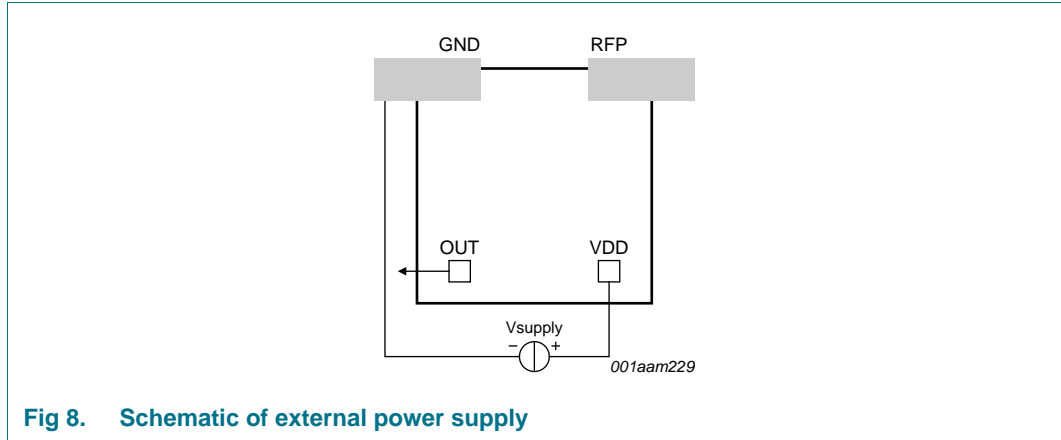 GND RFP
OUT VDD
Vsupply
− +
001aam229
Fig 8. Schematic of external power supply